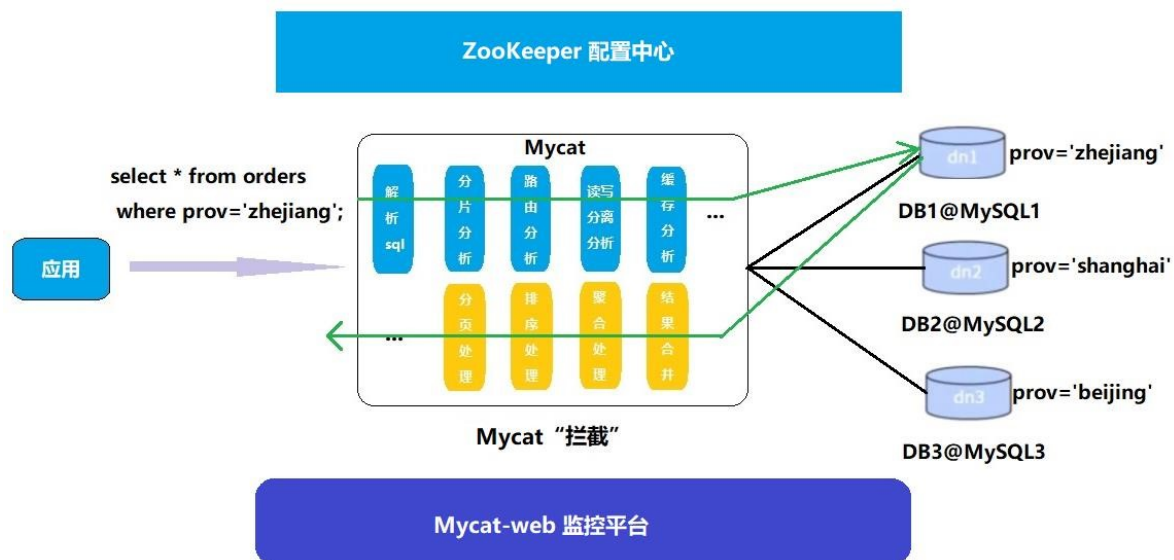 ZooKeeper 配置中心
Mycat
select * from orders
where prov='zhejiang';
应用
解析sql
分片分析
路由分析
读写分离分析
缓存分析
...
...
分页处理
排序处理
聚合处理
结果合并
Mycat“拦截”
dn1
prov='zhejiang'
DB1@MySQL1
dn2
prov='shanghai'
DB2@MySQL2
dn3
prov='beijing'
DB3@MySQL3
Mycat-web 监控平台